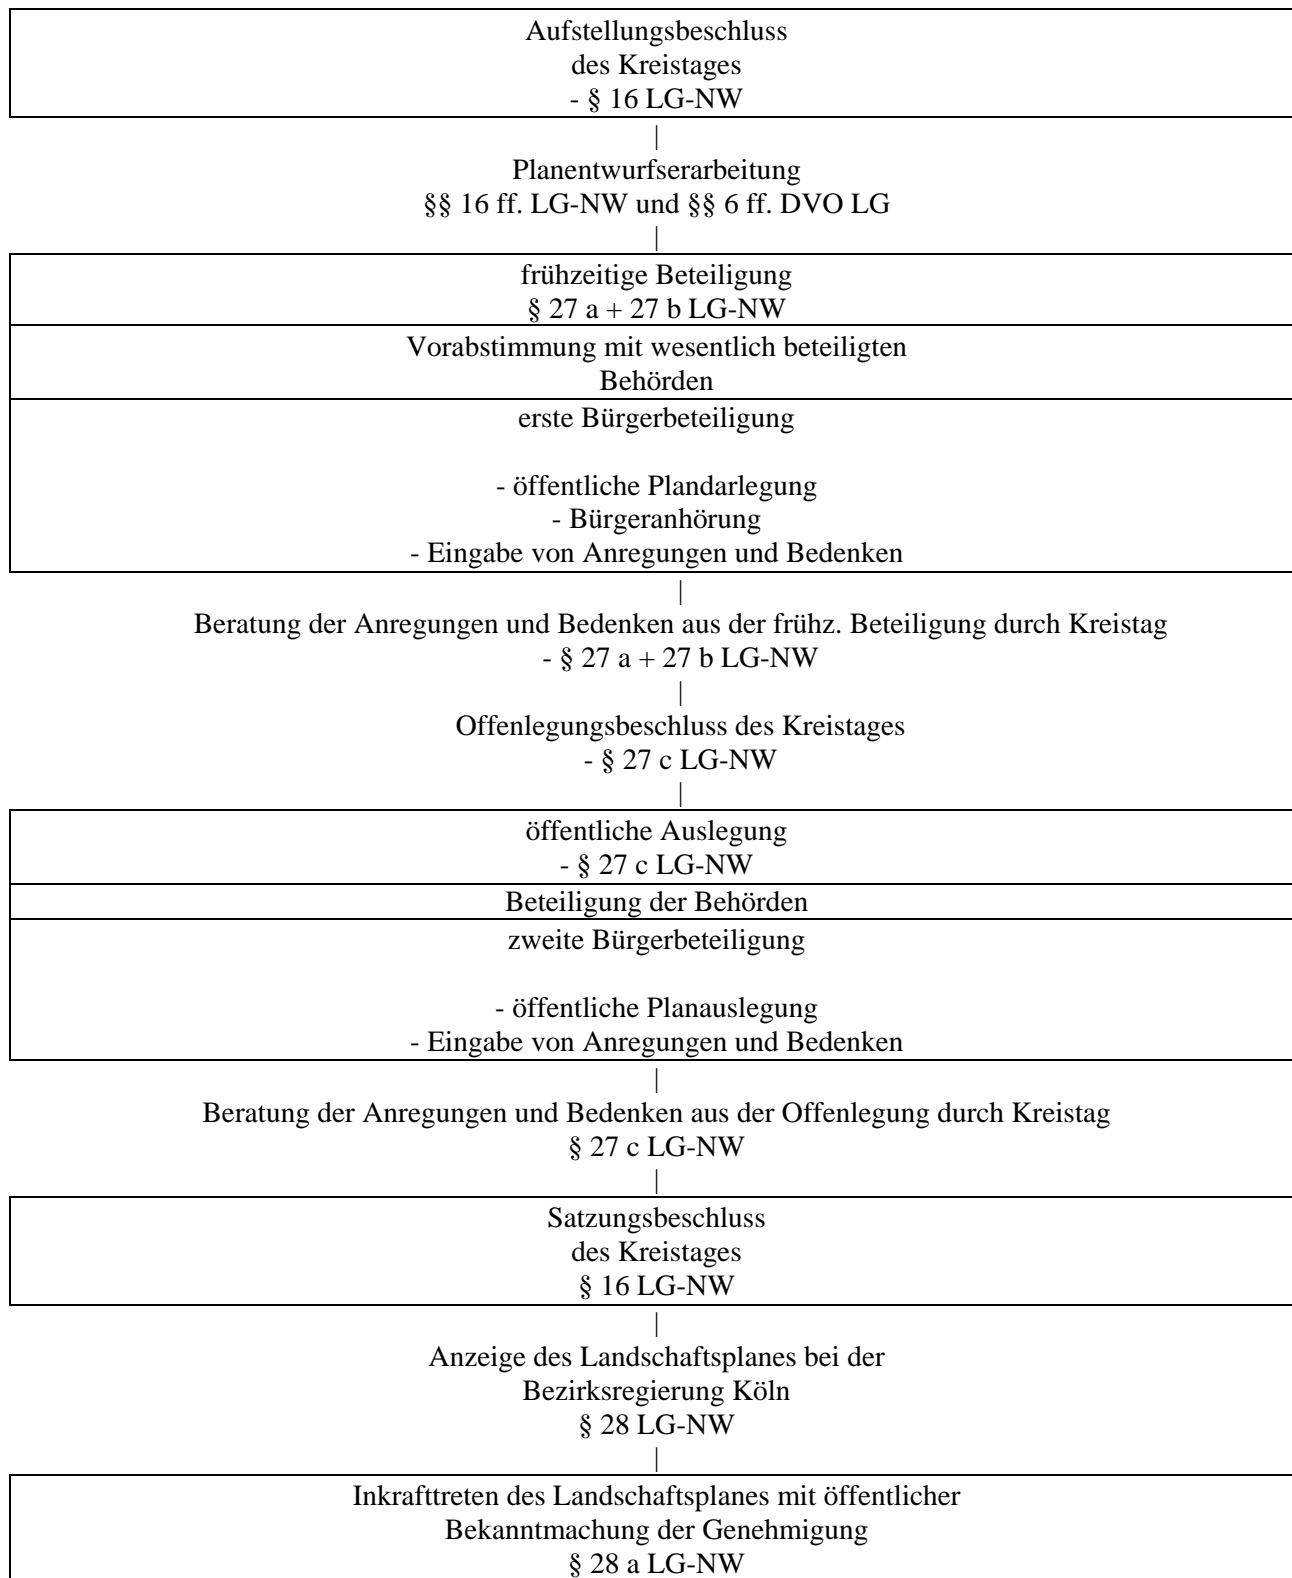 Aufstellungsbeschluss
des Kreistages
- § 16 LG-NW
|
Planentwurfserarbeitung
§§ 16 ff. LG-NW und §§ 6 ff. DVO LG
|
frühzeitige Beteiligung
§ 27 a + 27 b LG-NW
Vorabstimmung mit wesentlich beteiligten
Behörden
erste Bürgerbeteiligung
- öffentliche Plandarlegung
- Bürgeranhörung
- Eingabe von Anregungen und Bedenken
|
Beratung der Anregungen und Bedenken aus der frühz. Beteiligung durch Kreistag
- § 27 a + 27 b LG-NW
|
Offenlegungsbeschluss des Kreistages
- § 27 c LG-NW
|
öffentliche Auslegung
- § 27 c LG-NW
Beteiligung der Behörden
zweite Bürgerbeteiligung
- öffentliche Planauslegung
- Eingabe von Anregungen und Bedenken
|
Beratung der Anregungen und Bedenken aus der Offenlegung durch Kreistag
§ 27 c LG-NW
|
Satzungsbeschluss
des Kreistages
§ 16 LG-NW
|
Anzeige des Landschaftsplanes bei der
Bezirksregierung Köln
§ 28 LG-NW
|
Inkrafttreten des Landschaftsplanes mit öffentlicher
Bekanntmachung der Genehmigung
§ 28 a LG-NW